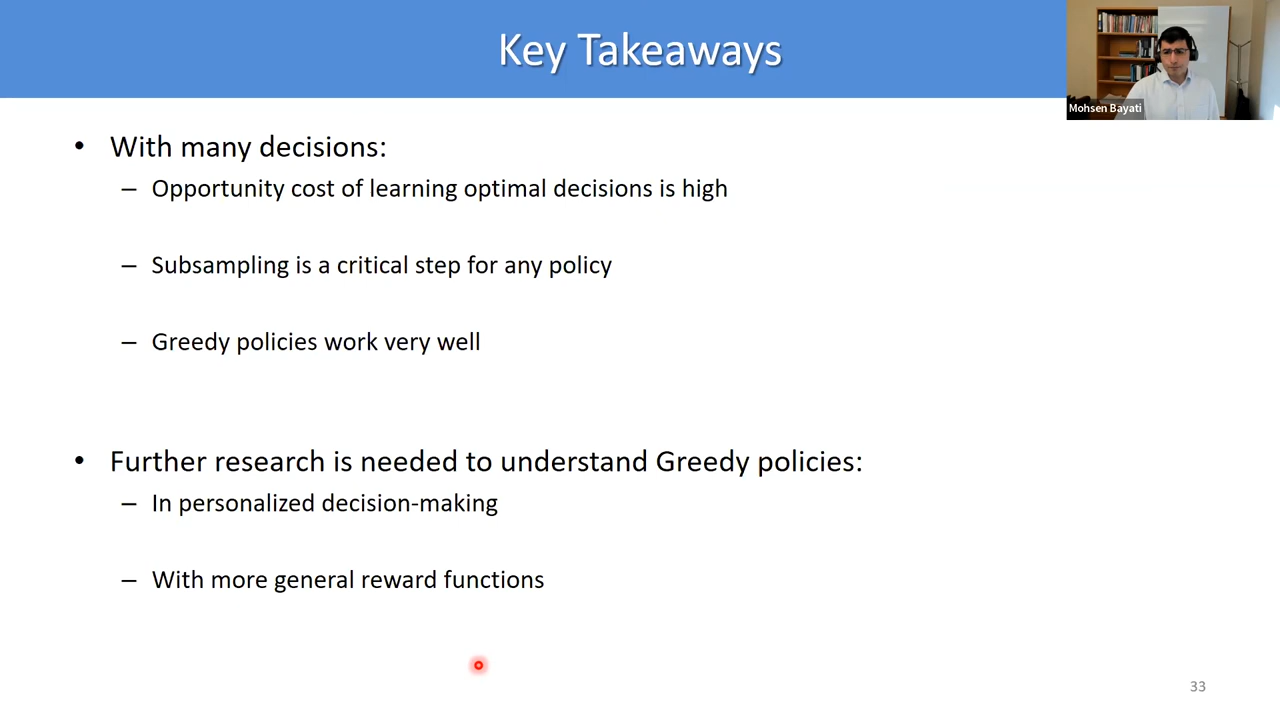 Key Takeaways
Mohsen Bayati
• With many decisions:
– Opportunity cost of learning optimal decisions is high
– Subsampling is a critical step for any policy
– Greedy policies work very well
• Further research is needed to understand Greedy policies:
– In personalized decision-making
– With more general reward functions
33